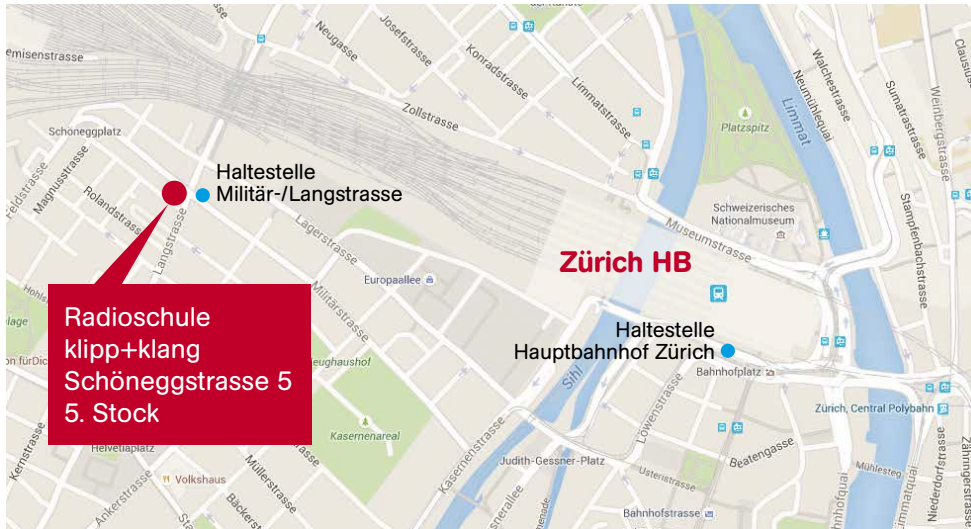 Neugasse
Josefstrasse
Konradstrasse
Limmatstrasse
Zollstrasse
Platzspitz
Limmat
Neumühlequai
Walchestrasse
Sumatrastrasse
Weinbergstrasse
Stampfenbachstrasse
Schöneggplatz
Feldstrasse
Magnusstrasse
Rolandstrasse
Langstrasse
Haltestelle
Militär-/Langstrasse
Lagerstrasse
Militärstrasse
Europaallee
Schweizerisches
Nationalmuseum
Museumstrasse
Zürich HB
Haltestelle
Hauptbahnhof Zürich
Bahnhofplatz
Radioschule
klipp+klang
Schöneggstrasse 5
5. Stock
Kasernenareal
Kasernenstrasse
Sihl
Löwenstrasse
Zürich, Central Polybahn
Beatengasse
Mühlesteg
Judith-Gessner-Platz
Usteristrasse
Bahnhofstrasse
Helvetiaplatz
Volkshaus
Kernstrasse
Ankerstrasse
Müllerstrasse
Niederdorfstrasse
Zähringerstrasse